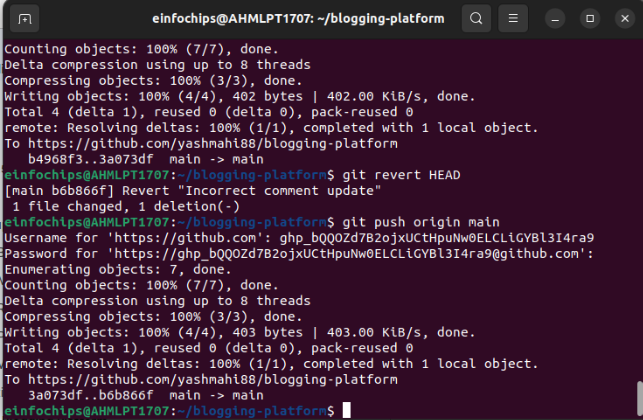 einfochips@AHMLPT1707: ~/blogging-platform
Counting objects: 100% (7/7), done.
Delta compression using up to 8 threads
Compressing objects: 100% (3/3), done.
Writing objects: 100% (4/4), 402 bytes | 402.00 KiB/s, done.
Total 4 (delta 1), reused 0 (delta 0), pack-reused 0
remote: Resolving deltas: 100% (1/1), completed with 1 local object.
To https://github.com/yashmahi88/blogging-platform
   b4968f3..3a073df  main -> main
einfochips@AHMLPT1707:~/blogging-platform$ git revert HEAD
[main b6b866f] Revert "Incorrect comment update"
 1 file changed, 1 deletion(-)
einfochips@AHMLPT1707:~/blogging-platform$ git push origin main
Username for 'https://github.com':
Password for 'https://@github.com':
Enumerating objects: 7, done.
Counting objects: 100% (7/7), done.
Delta compression using up to 8 threads
Compressing objects: 100% (3/3), done.
Writing objects: 100% (4/4), 403 bytes | 403.00 KiB/s, done.
Total 4 (delta 1), reused 0 (delta 0), pack-reused 0
remote: Resolving deltas: 100% (1/1), completed with 1 local object.
To https://github.com/yashmahi88/blogging-platform
   3a073df..b6b866f  main -> main
einfochips@AHMLPT1707:~/blogging-platform$